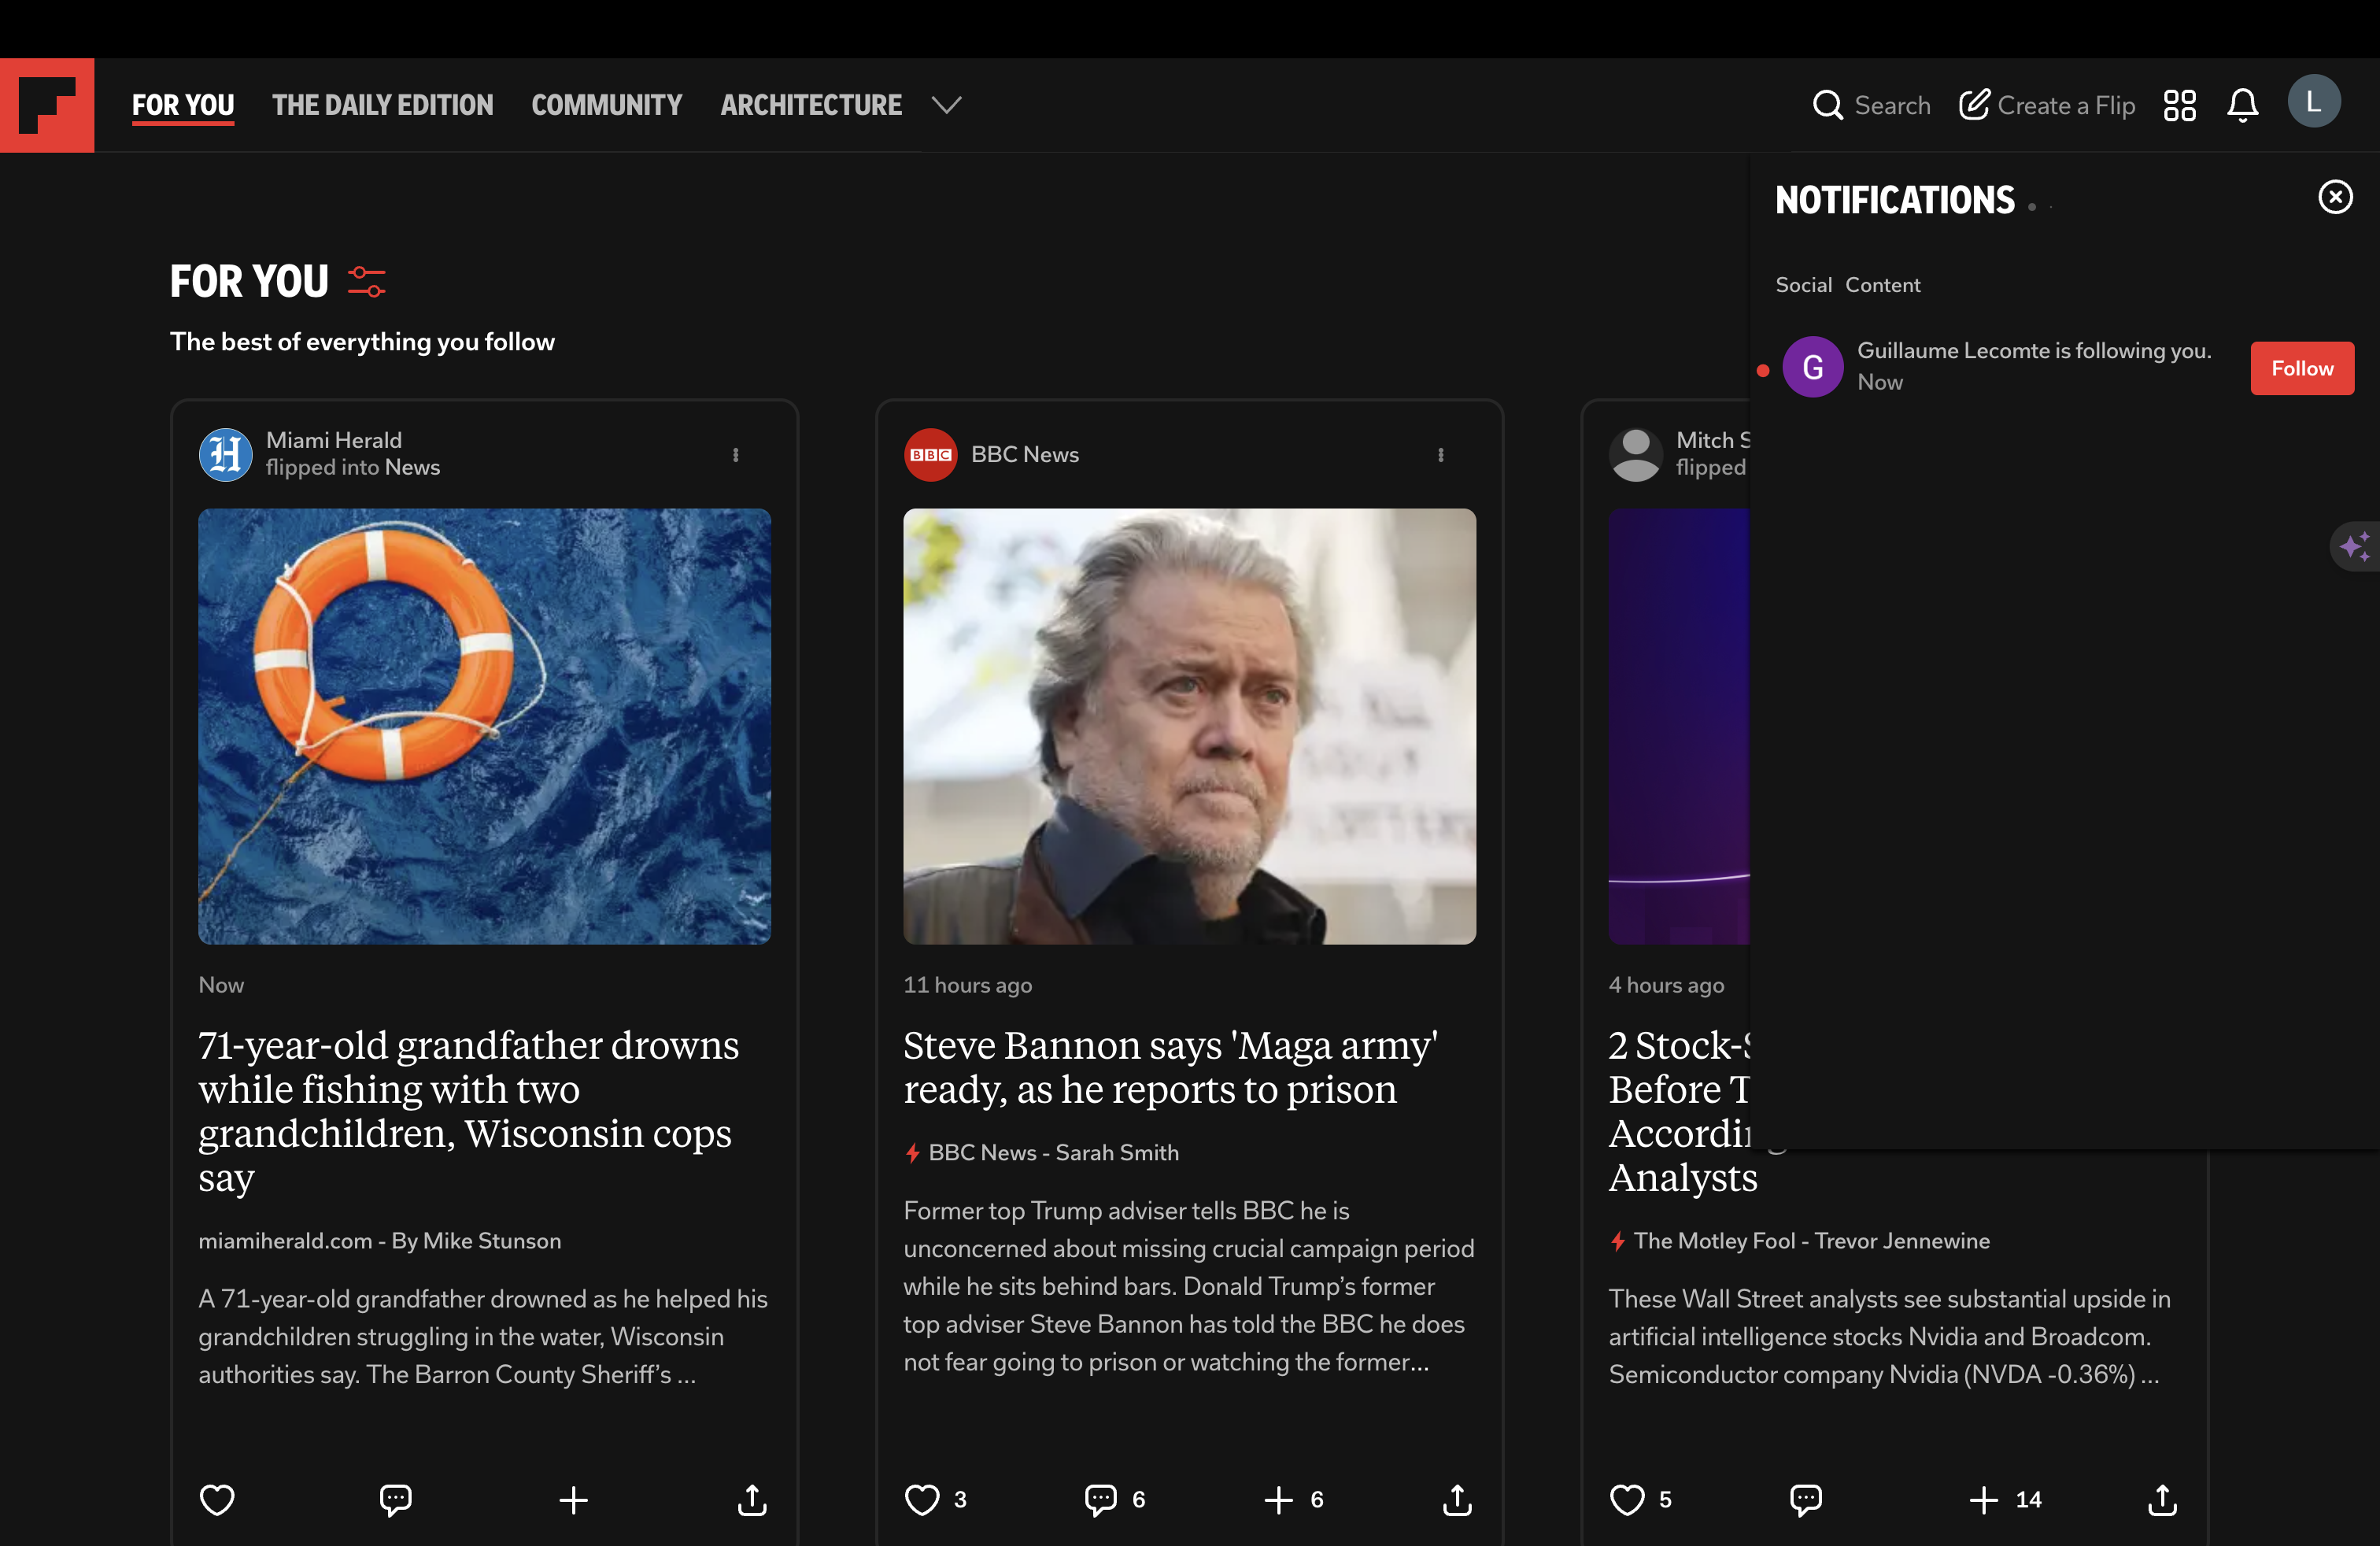 FOR YOU
THE DAILY EDITION
COMMUNITY
ARCHITECTURE
Search
Create a Flip
L
NOTIFICATIONS
Social Content
G
Guillaume Lecomte is following you.
Now
Follow
FOR YOU
The best of everything you follow
H
Miami Herald
flipped into News
Now
71-year-old grandfather drowns
while fishing with two
grandchildren, Wisconsin cops
say
miamiherald.com - By Mike Stunson
A 71-year-old grandfather drowned as he helped his
grandchildren struggling in the water, Wisconsin
authorities say. The Barron County Sheriff’s ...
BBC
BBC News
11 hours ago
Steve Bannon says 'Maga army'
ready, as he reports to prison
BBC News - Sarah Smith
Former top Trump adviser tells BBC he is
unconcerned about missing crucial campaign period
while he sits behind bars. Donald Trump’s former
top adviser Steve Bannon has told the BBC he does
not fear going to prison or watching the former...
3
6
6
Mitch
flipped
4 hours ago
2 Stock-
Before
Analysts
The Motley Fool - Trevor Jennewine
These Wall Street analysts see substantial upside in
artificial intelligence stocks Nvidia and Broadcom.
Semiconductor company Nvidia (NVDA -0.36%) ...
5
14